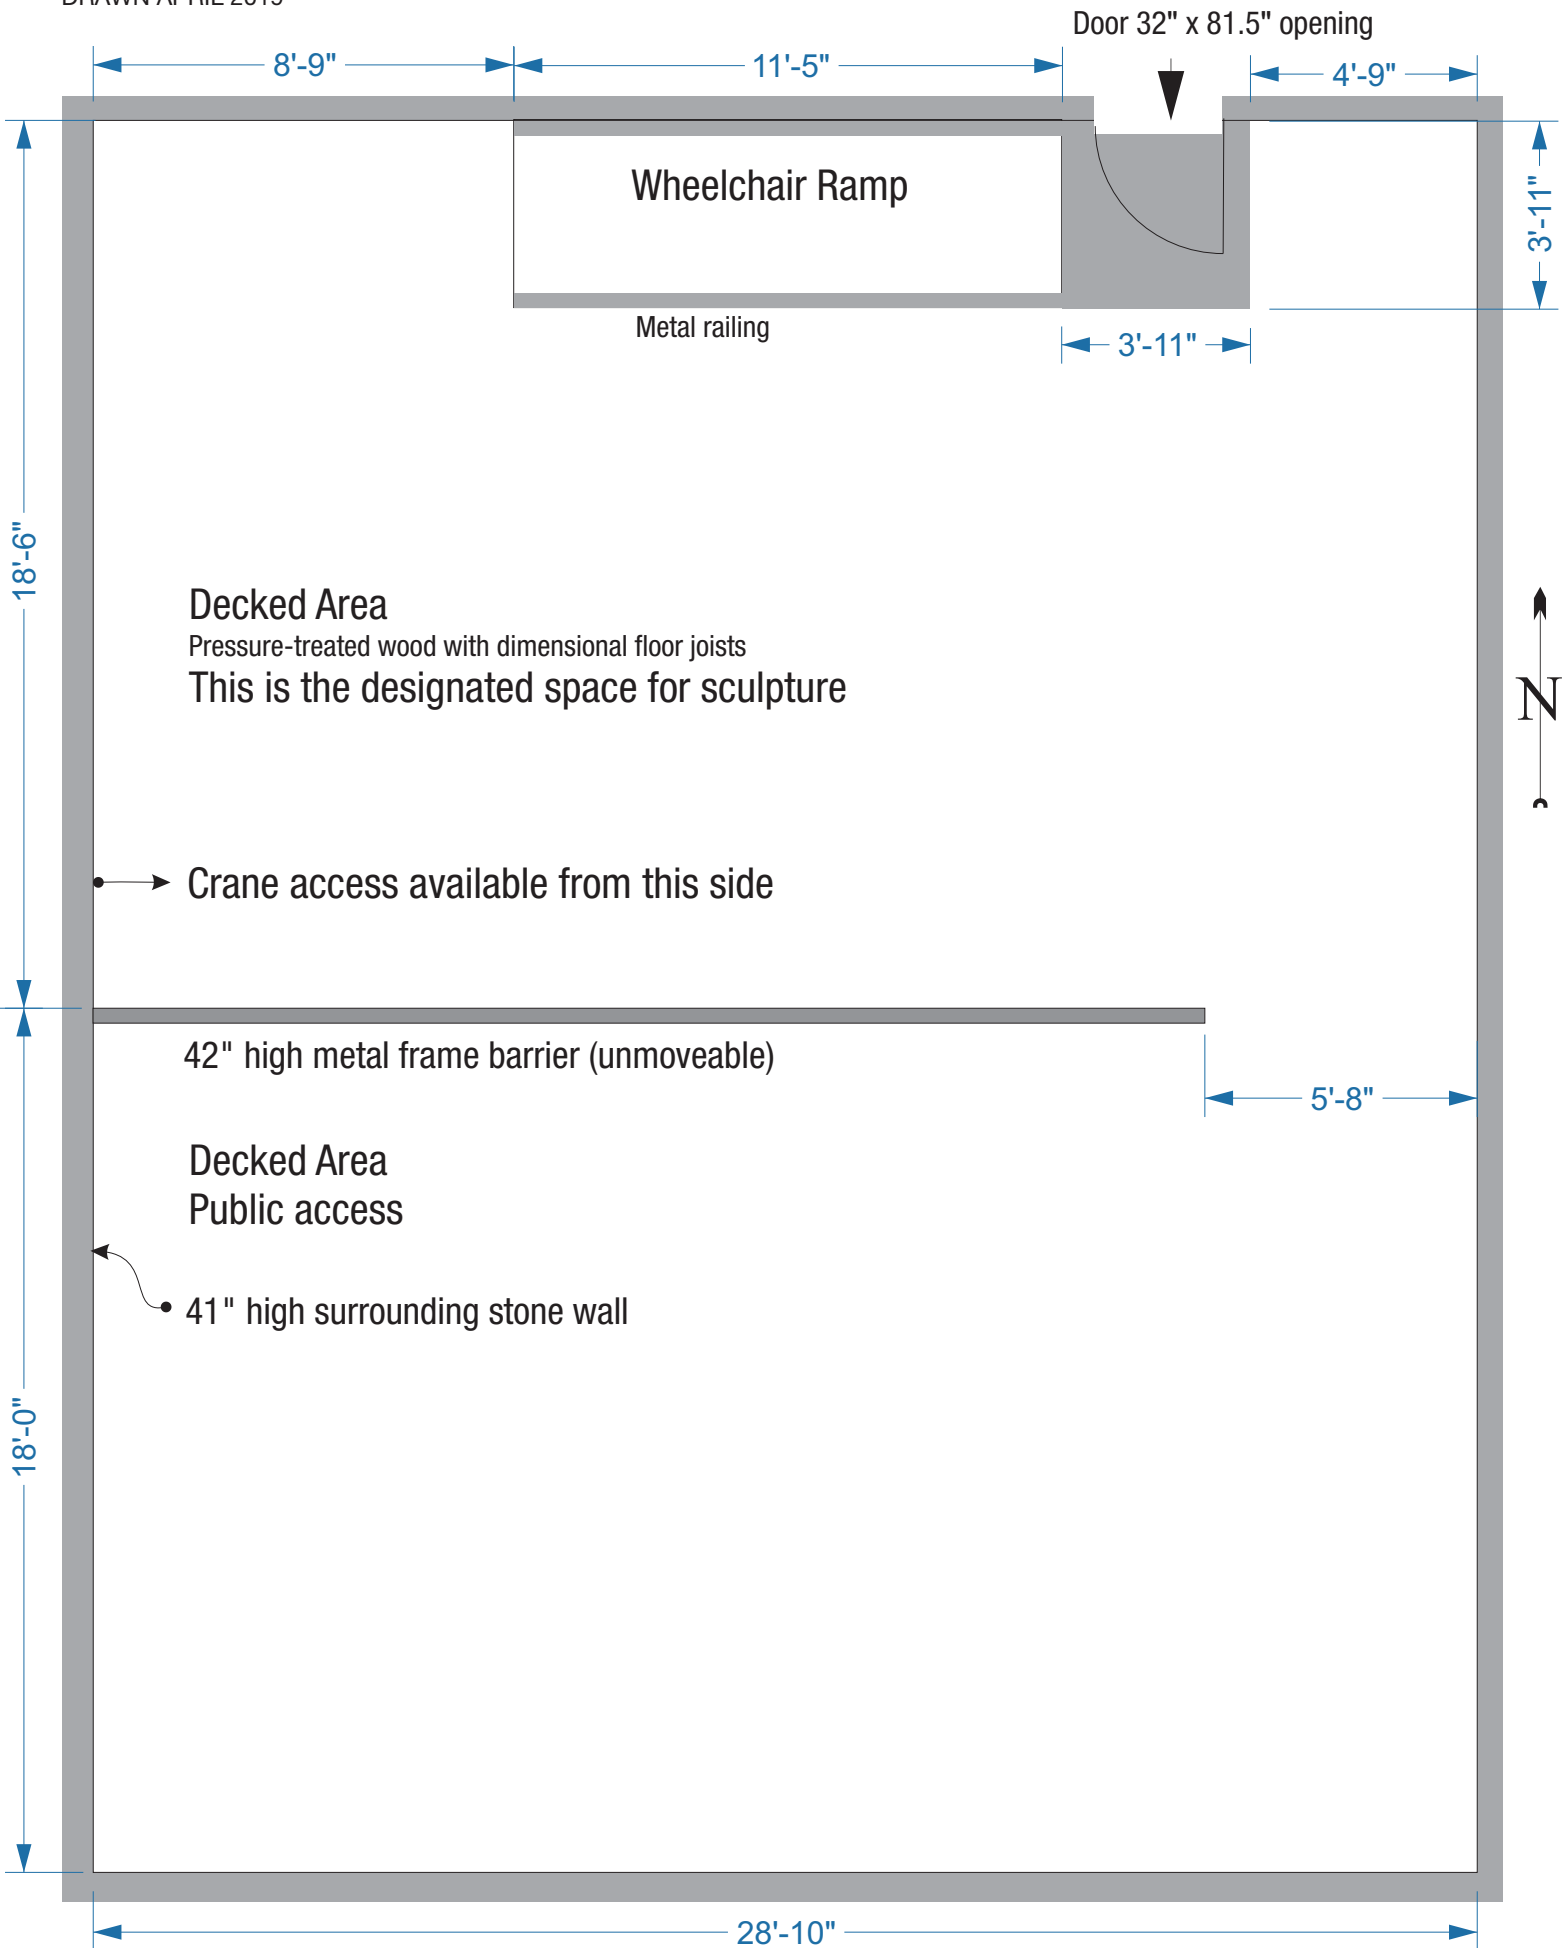 DRAWN APRIL 2019
Door 32" x 81.5" opening
8'-9"
11'-5"
4'-9"
Wheelchair Ramp
3'-11"
Metal railing
3'-11"
18'-6"
Decked Area
Pressure-treated wood with dimensional floor joists
This is the designated space for sculpture
N
Crane access available from this side
42" high metal frame barrier (unmoveable)
5'-8"
Decked Area
Public access
41" high surrounding stone wall
18'-0"
28'-10"